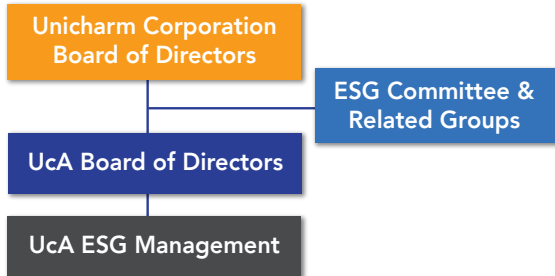 Unicharm Corporation
Board of Directors
ESG Committee &
Related Groups
UcA Board of Directors
UcA ESG Management